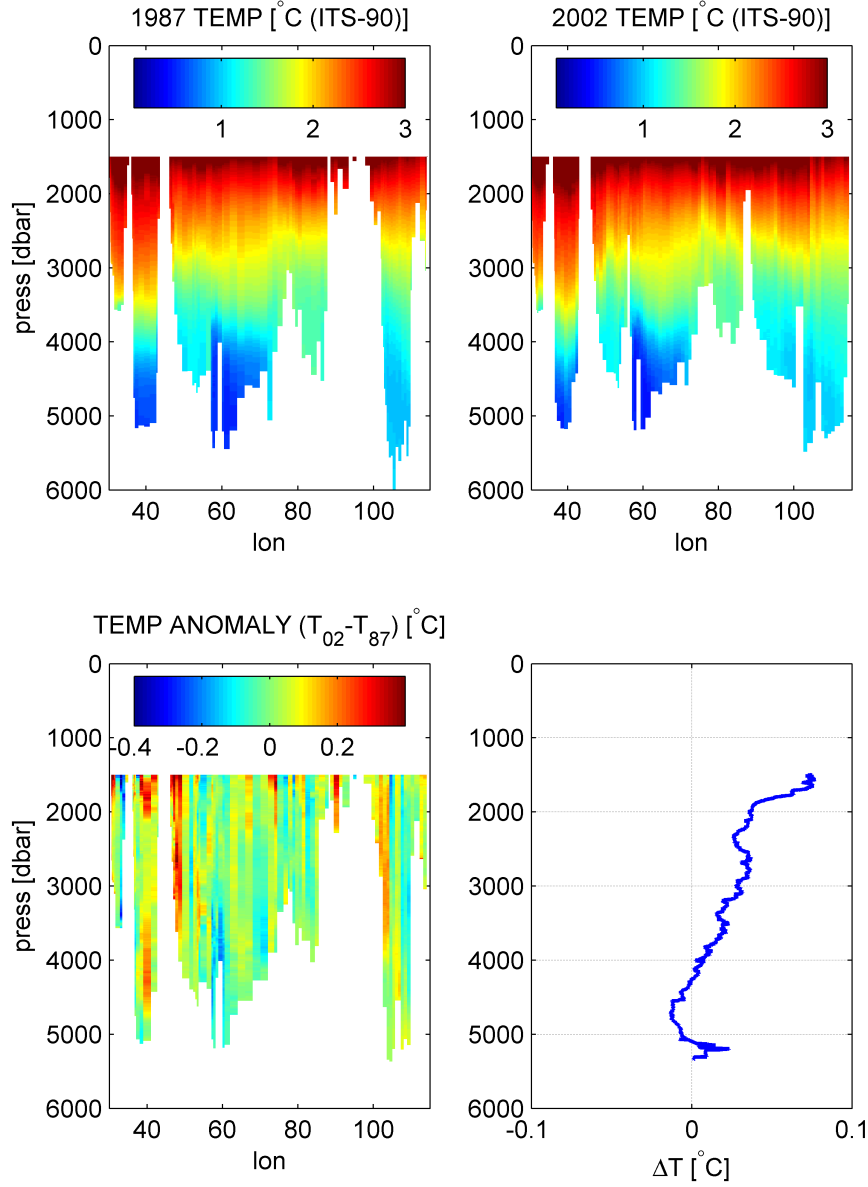 1987 TEMP [°C (ITS-90)]
0
1000
2000
3000
4000
5000
6000
press [dbar]
1 2 3
40 60 80 100
lon
2002 TEMP [°C (ITS-90)]
0
1000
2000
3000
4000
5000
6000
1 2 3
40 60 80 100
lon
TEMP ANOMALY (T02-T87) [°C]
0
1000
2000
3000
4000
5000
6000
press [dbar]
-0.4 -0.2 0 0.2
40 60 80 100
lon
0
1000
2000
3000
4000
5000
6000
-0.1 0 0.1
ΔT [°C]